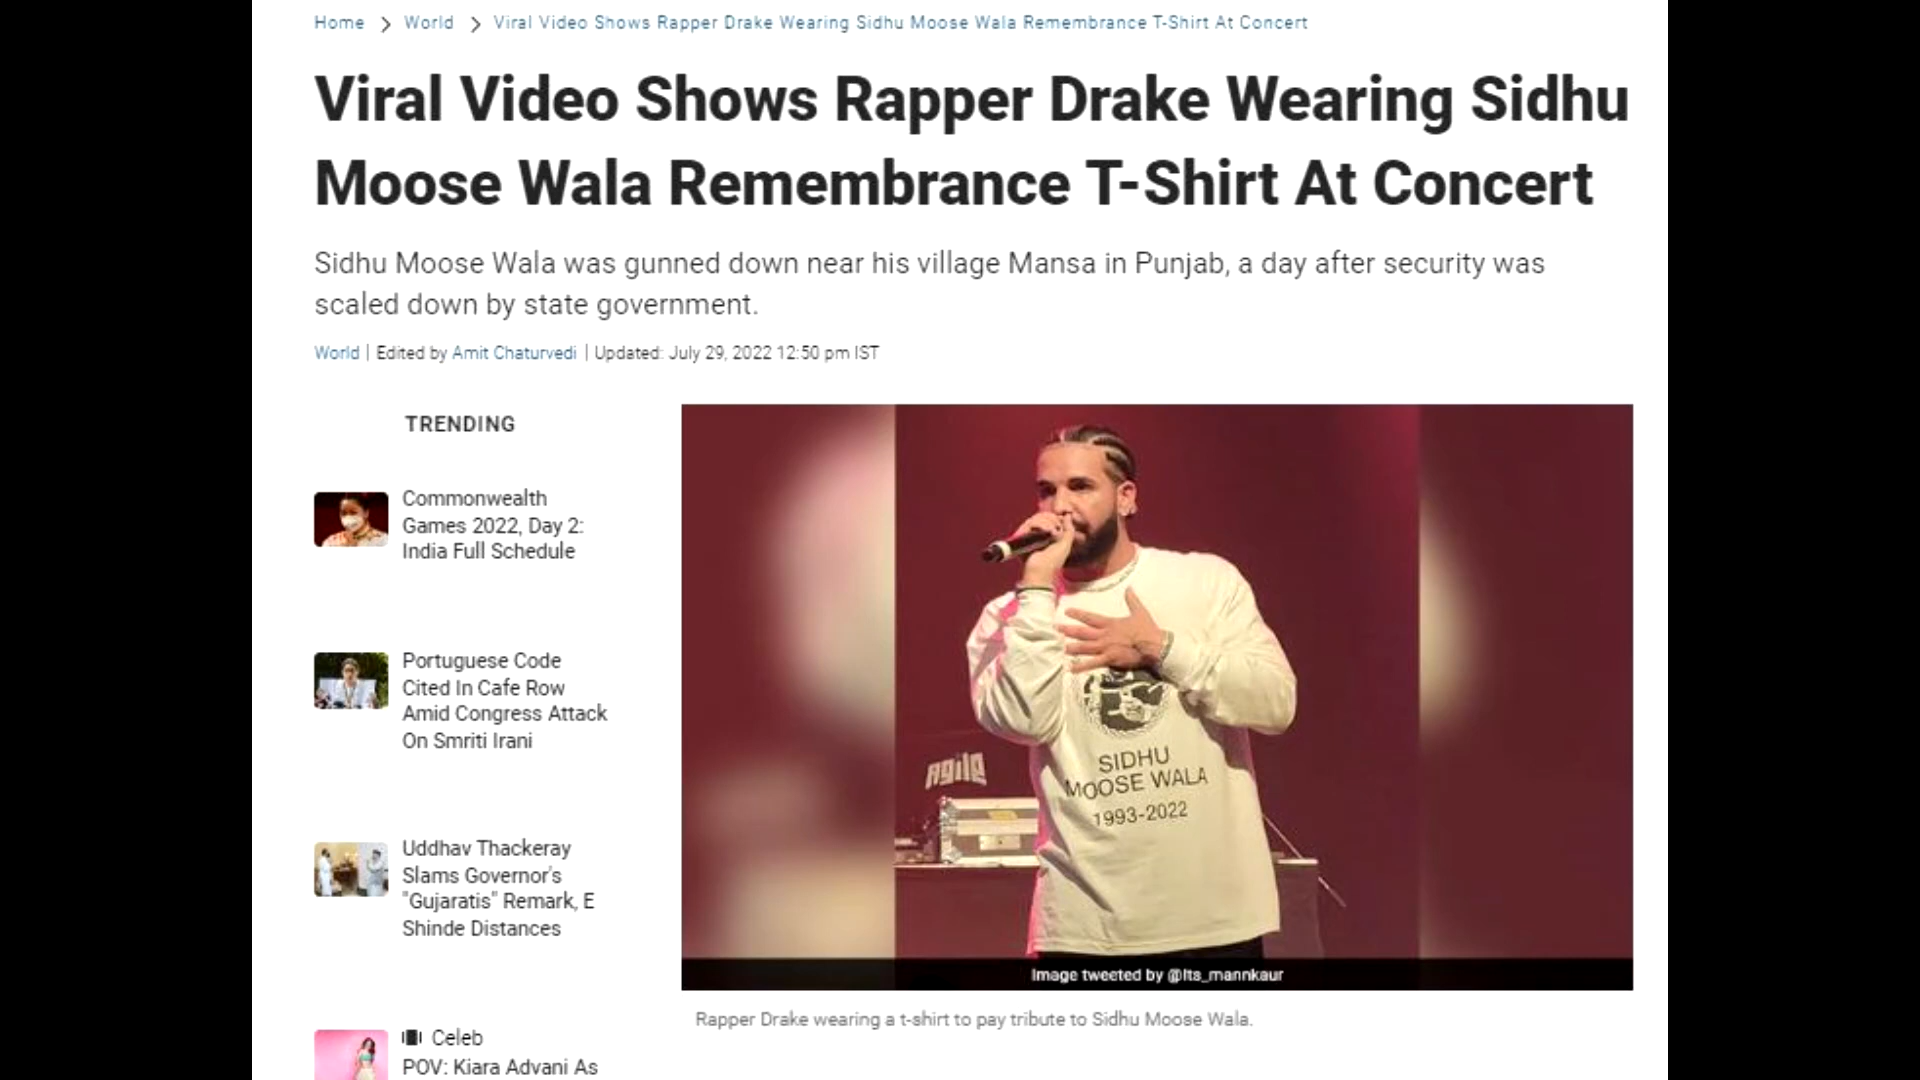 Home > World > Viral Video Shows Rapper Drake Wearing Sidhu Moose Wala Remembrance T-Shirt At Concert
Viral Video Shows Rapper Drake Wearing Sidhu
Moose Wala Remembrance T-Shirt At Concert
Sidhu Moose Wala was gunned down near his village Mansa in Punjab, a day after security was
scaled down by state government.
World | Edited by Amit Chaturvedi | Updated: July 29, 2022 12:50 pm IST
TRENDING
Commonwealth
Games 2022, Day 2:
India Full Schedule
Portuguese Code
Cited In Cafe Row
Amid Congress Attack
On Smriti Irani
Uddhav Thackeray
Slams Governor's
"Gujaratis" Remark, E
Shinde Distances
Celeb
POV: Kiara Advani As
Agile
SIDHU
MOOSE WALA
1993-2022
Image tweeted by @Its_mannkaur
Rapper Drake wearing a t-shirt to pay tribute to Sidhu Moose Wala.